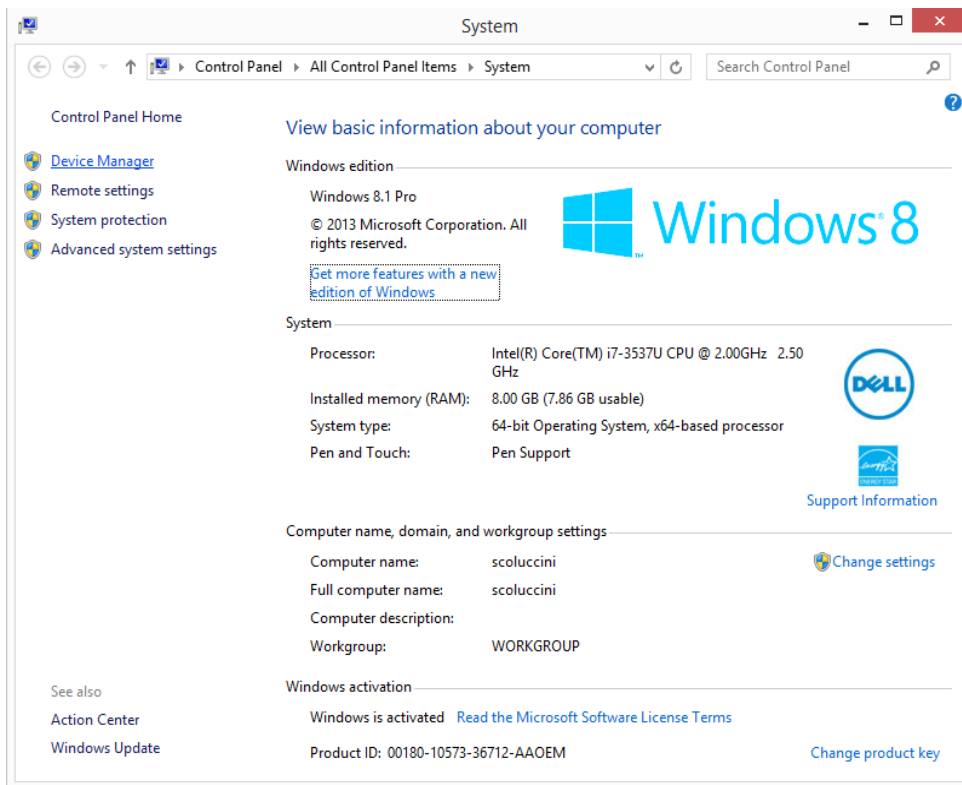 System
Control Panel All Control Panel Items System
Search Control Panel
Control Panel Home
Device Manager
Remote settings
System protection
Advanced system settings
See also
Action Center
Windows Update
View basic information about your computer
Windows edition
Windows 8.1 Pro
© 2013 Microsoft Corporation. All
rights reserved.
Get more features with a new
edition of Windows
Windows® 8
TM
System
Processor: Intel(R) Core(TM) i7-3537U CPU @ 2.00GHz 2.50
GHz
Installed memory (RAM): 8.00 GB (7.86 GB usable)
System type: 64-bit Operating System, x64-based processor
Pen and Touch: Pen Support
DELL
energy
ENERGY STAR
Support Information
Computer name, domain, and workgroup settings
Computer name: scoluccini
Change settings
Full computer name: scoluccini
Computer description:
Workgroup: WORKGROUP
Windows activation
Windows is activated Read the Microsoft Software License Terms
Product ID: 00180-10573-36712-AAOEM
Change product key